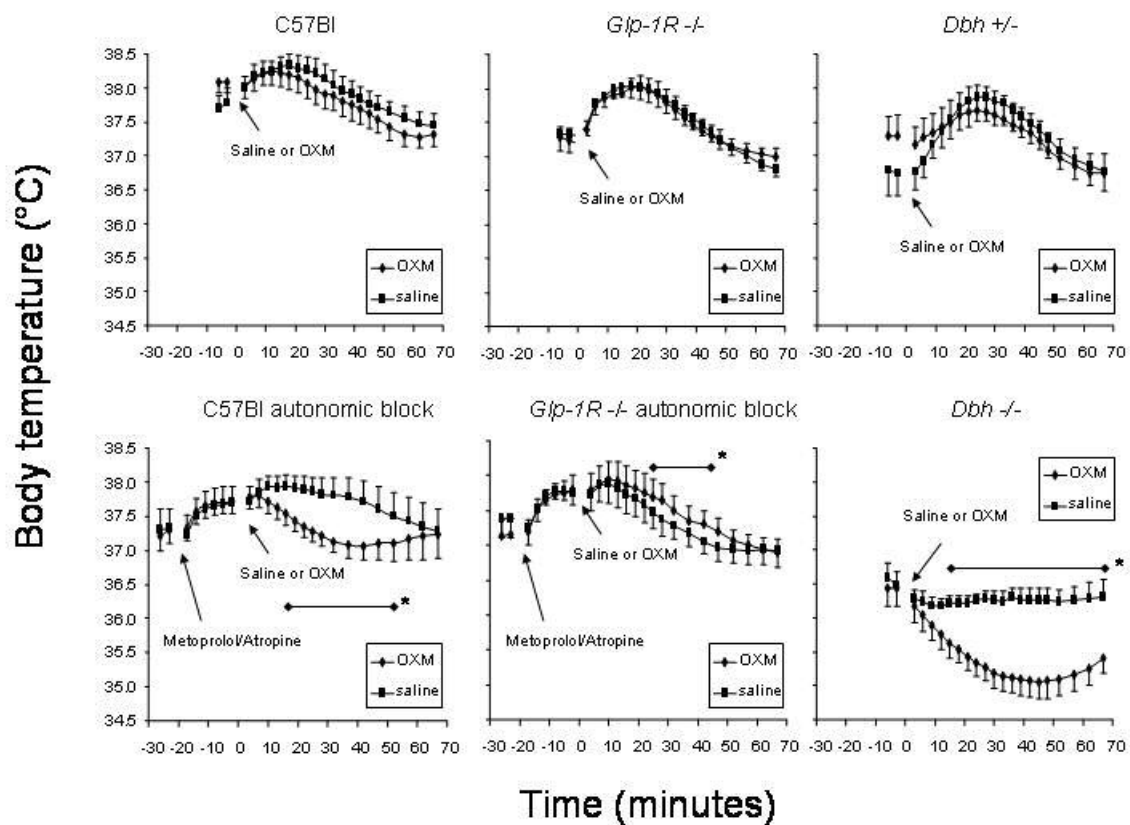 C57Bl
Glp-1R -/-
Dbh +/-
Body temperature (°C)
38.5
38.0
37.5
37.0
36.5
36.0
35.5
35.0
34.5
Saline or OXM
OXM
saline
-30 -20 -10 0 10 20 30 40 50 60 70
Saline or OXM
OXM
saline
-30 -20 -10 0 10 20 30 40 50 60 70
Saline or OXM
OXM
saline
-30 -20 -10 0 10 20 30 40 50 60 70
C57Bl autonomic block
Glp-1R -/- autonomic block
Dbh -/-
38.5
38.0
37.5
37.0
36.5
36.0
35.5
35.0
34.5
Saline or OXM
*
Metoprolol/Atropine
OXM
saline
-30 -20 -10 0 10 20 30 40 50 60 70
*
Saline or OXM
Metoprolol/Atropine
OXM
saline
-30 -20 -10 0 10 20 30 40 50 60 70
OXM
saline
Saline or OXM
*
-30 -20 -10 0 10 20 30 40 50 60 70
Time (minutes)